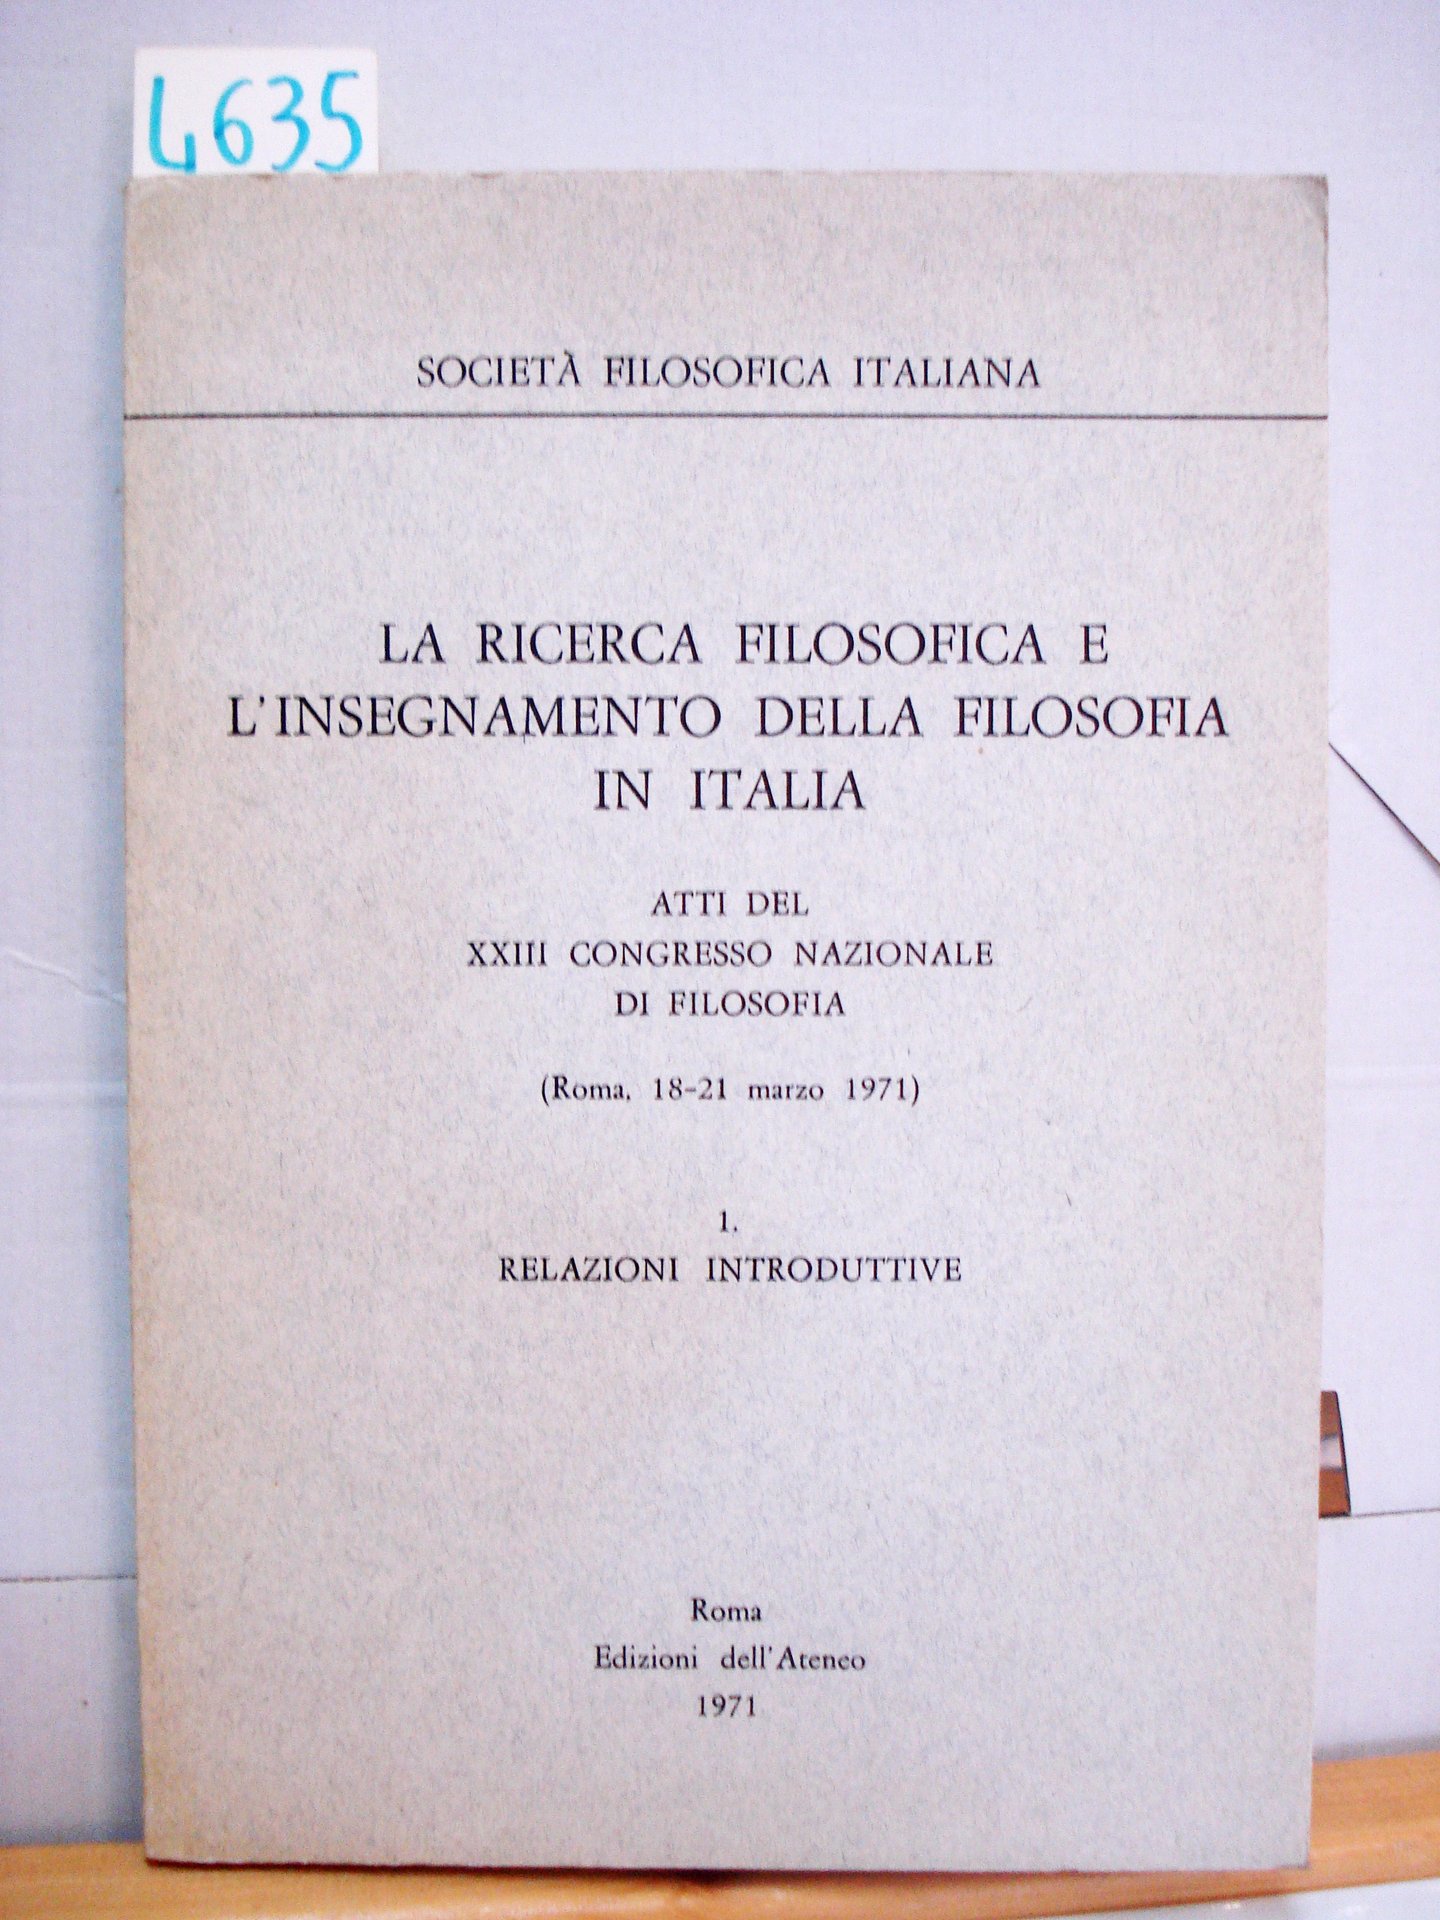 4635
SOCIETÀ FILOSOFICA ITALIANA
LA RICERCA FILOSOFICA E
L'INSEGNAMENTO DELLA FILOSOFIA
IN ITALIA
ATTI DEL
XXIII CONGRESSO NAZIONALE
DI FILOSOFIA
(Roma, 18-21 marzo 1971)
1.
RELAZIONI INTRODUTTIVE
Roma
Edizioni dell'Ateneo
1971